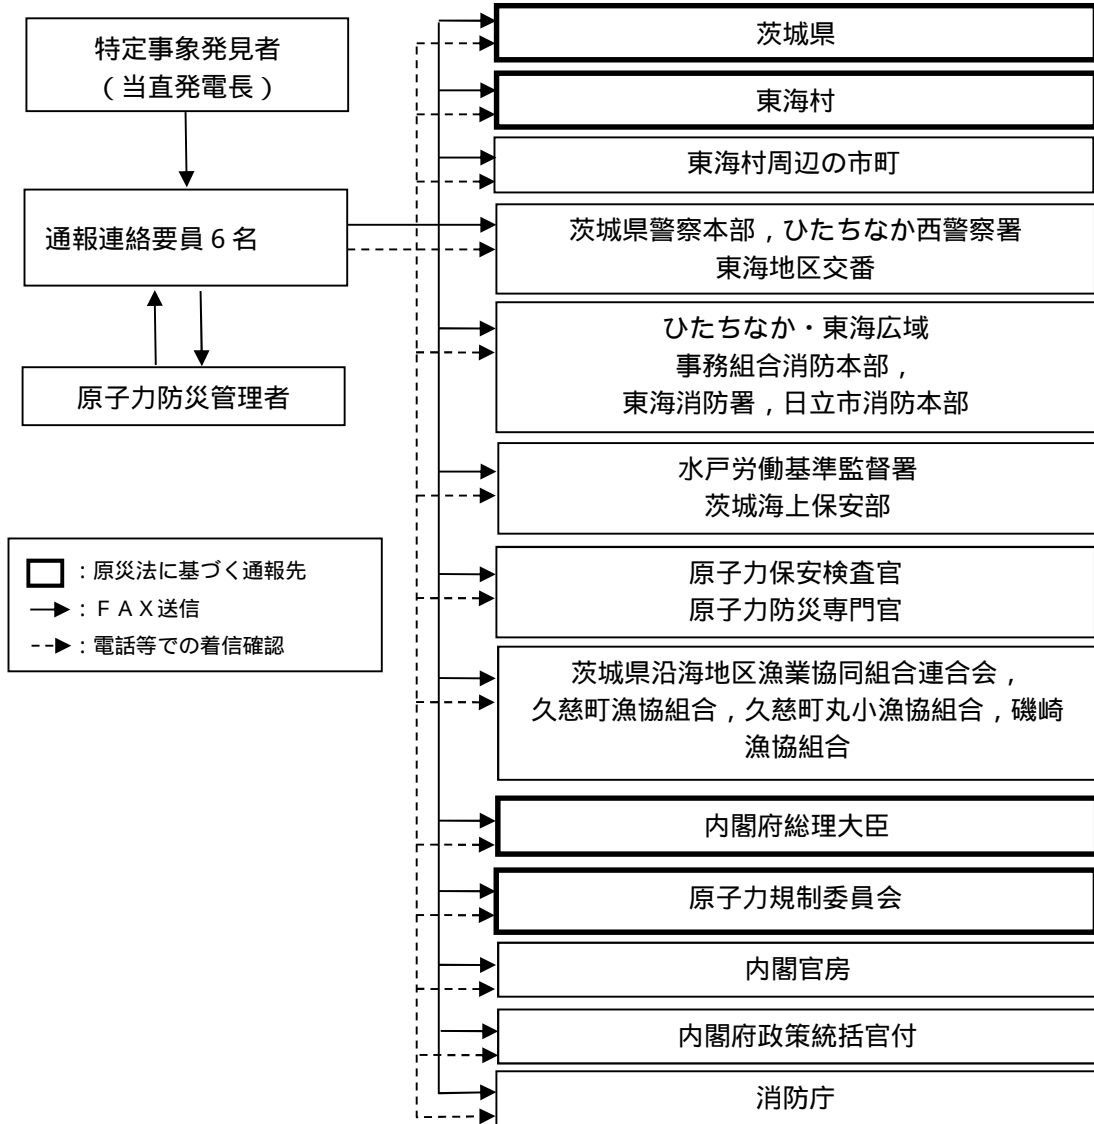 特定事象発見者
(当直発電長)
通報連絡要員6名
原子力防災管理者
:原災法に基づく通報先
:FAX送信
:電話等での着信確認
茨城県
東海村
東海村周辺の市町
茨城県警察本部,ひたちなか西警察署
東海地区交番
ひたちなか・東海広域
事務組合消防本部,
東海消防署,日立市消防本部
水戸労働基準監督署
茨城海上保安部
原子力保安検査官
原子力防災専門官
茨城県沿海地区漁業協同組合連合会,
久慈町漁協組合,久慈町丸小漁協組合,磯崎
漁協組合
内閣府総理大臣
原子力規制委員会
内閣官房
内閣府政策統括官付
消防庁